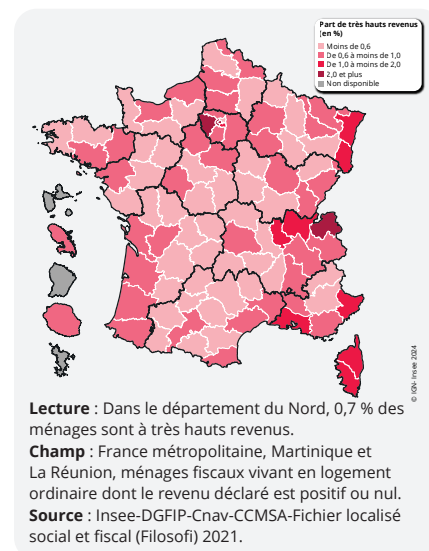 Part de très hauts revenus
(en %)
Moins de 0,6
De 0,6 à moins de 1,0
De 1,0 à moins de 2,0
2,0 et plus
Non disponible
© IGN- Insee 2024
Lecture : Dans le département du Nord, 0,7 % des
ménages sont à très hauts revenus.
Champ : France métropolitaine, Martinique et
La Réunion, ménages fiscaux vivant en logement
ordinaire dont le revenu déclaré est positif ou nul.
Source : Insee-DGFIP-Cnav-CCMSA-Fichier localisé
social et fiscal (Filosofi) 2021.